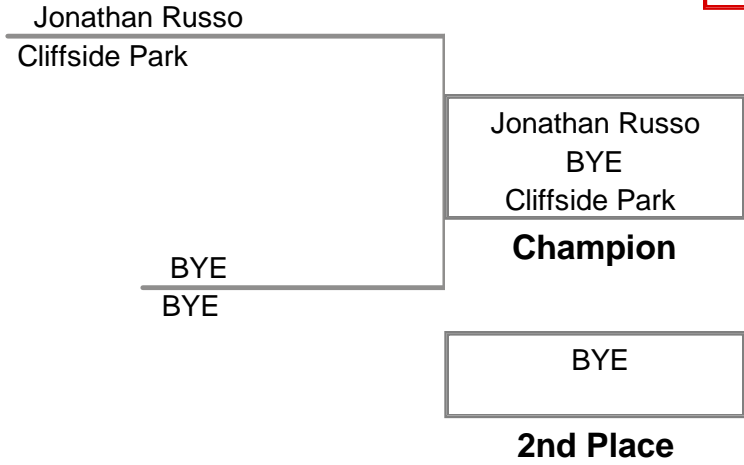 Jonathan Russo
Cliffside Park
Jonathan Russo
BYE
Cliffside Park
Champion
BYE
BYE
BYE
2nd Place